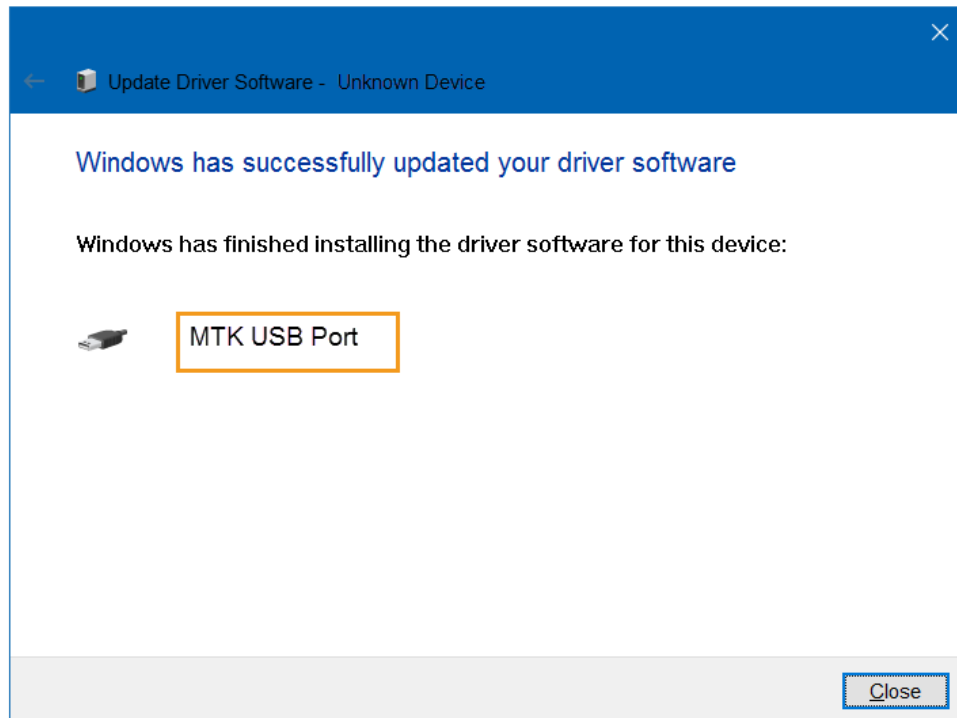 Update Driver Software - Unknown Device
Windows has successfully updated your driver software
Windows has finished installing the driver software for this device:
MTK USB Port
Close